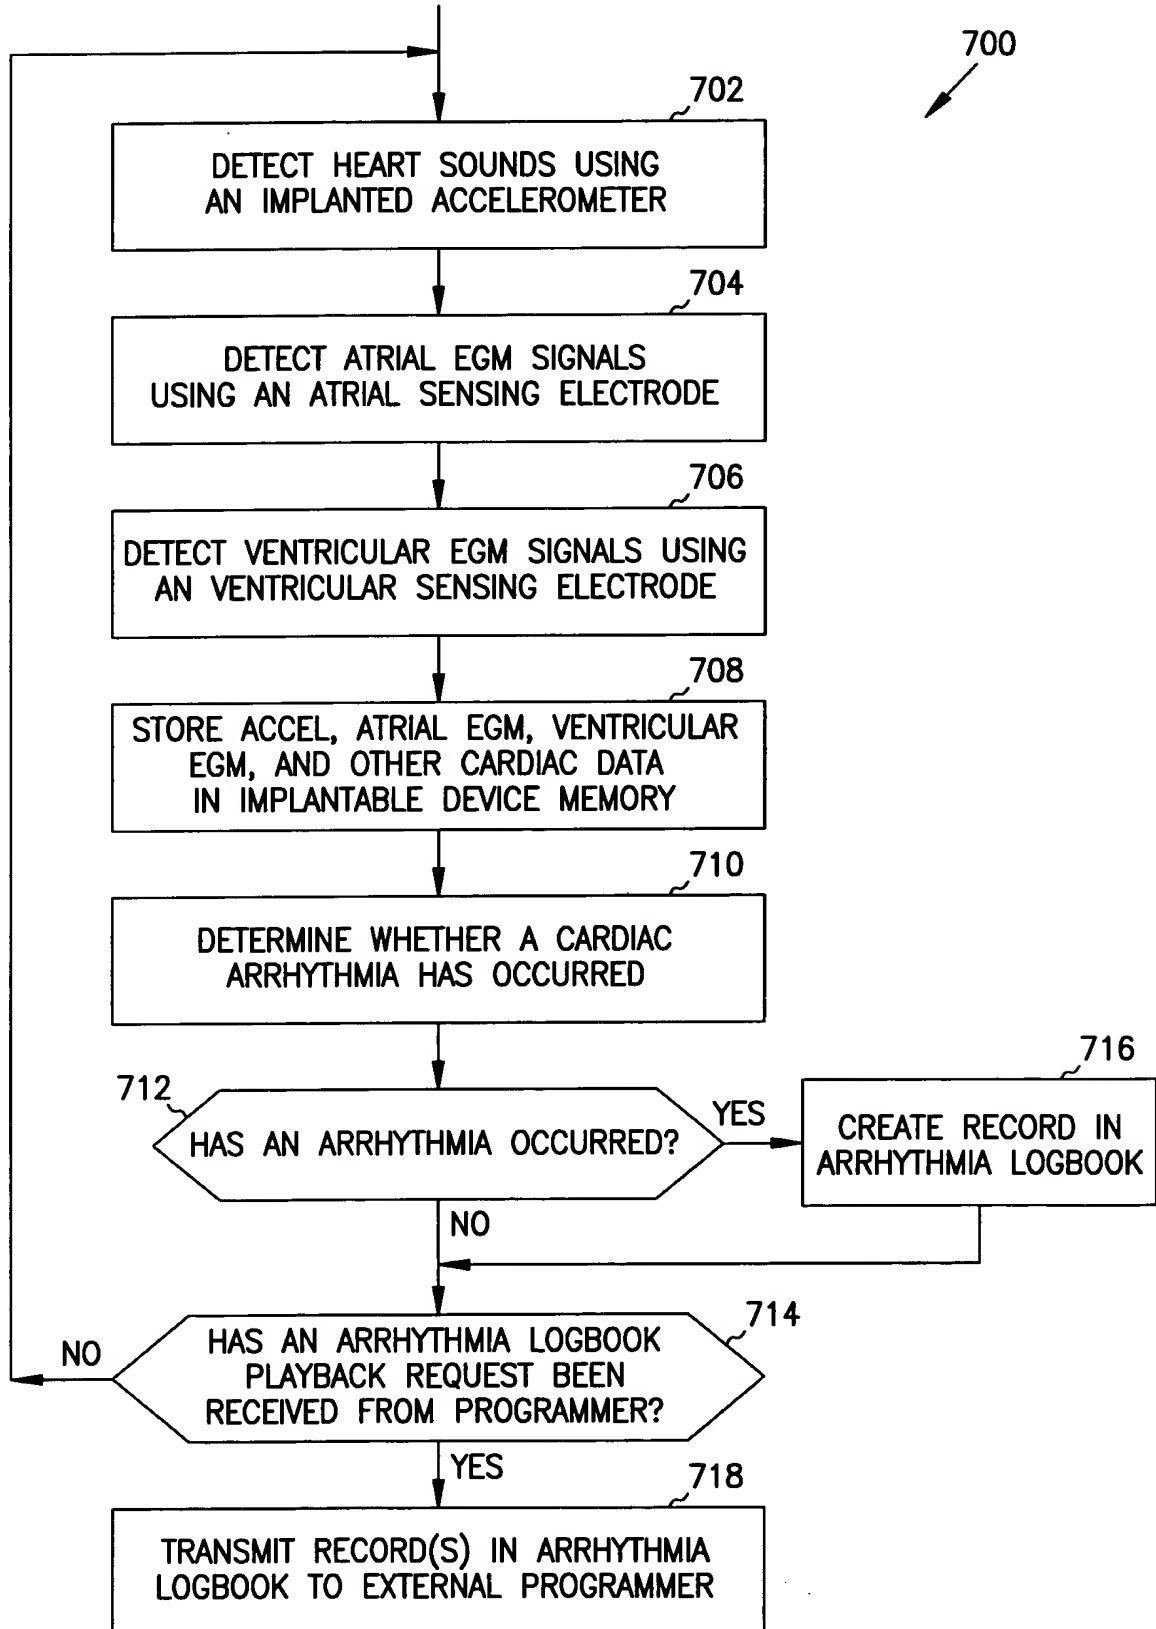 700
702
DETECT HEART SOUNDS USING
AN IMPLANTED ACCELEROMETER
704
DETECT ATRIAL EGM SIGNALS
USING AN ATRIAL SENSING ELECTRODE
706
DETECT VENTRICULAR EGM SIGNALS USING
AN VENTRICULAR SENSING ELECTRODE
708
STORE ACCEL, ATRIAL EGM, VENTRICULAR
EGM, AND OTHER CARDIAC DATA
IN IMPLANTABLE DEVICE MEMORY
710
DETERMINE WHETHER A CARDIAC
ARRHYTHMIA HAS OCCURRED
712
HAS AN ARRHYTHMIA OCCURRED?
YES
716
CREATE RECORD IN
ARRHYTHMIA LOGBOOK
NO
714
HAS AN ARRHYTHMIA LOGBOOK
PLAYBACK REQUEST BEEN
RECEIVED FROM PROGRAMMER?
NO
YES
718
TRANSMIT RECORD(S) IN ARRHYTHMIA
LOGBOOK TO EXTERNAL PROGRAMMER